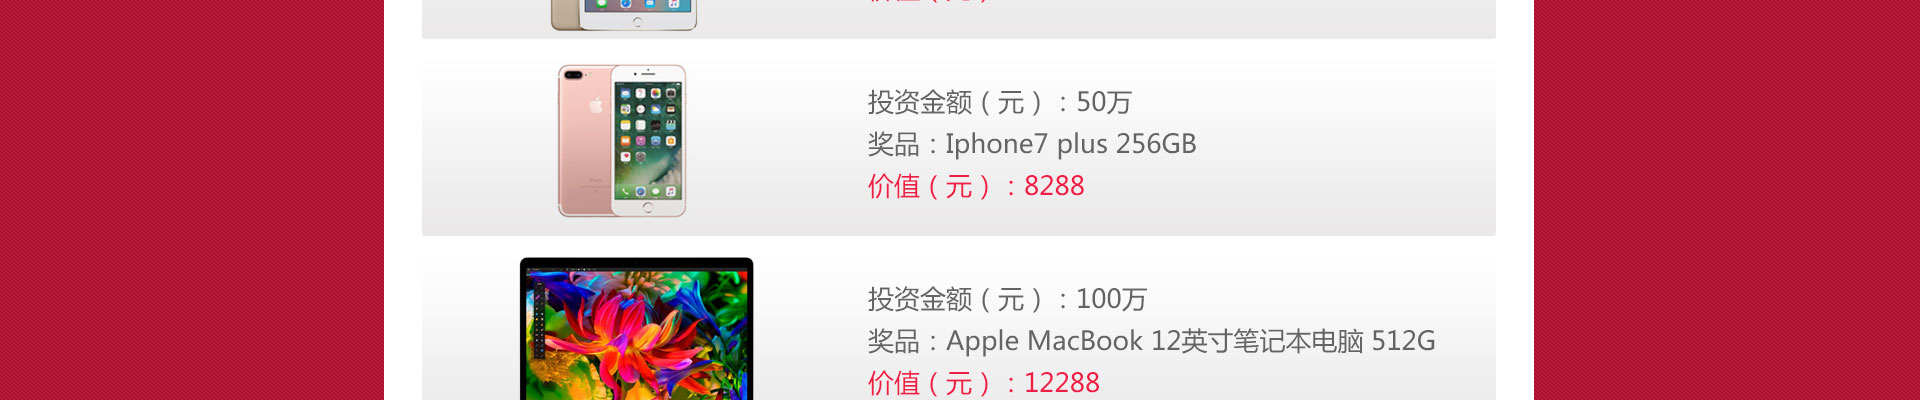 投资金额（元）：50万
奖品：Iphone7 plus 256GB
价值（元）：8288
投资金额（元）：100万
奖品：Apple MacBook 12英寸笔记本电脑 512G
价值（元）：12288